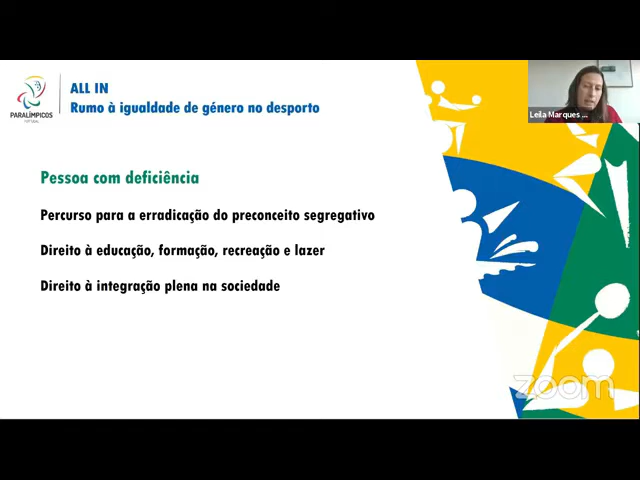 ALL IN
Rumo à igualdade de género no desporto
PARALÍMPICOS
PORTUGAL
Leila Marques ...
Pessoa com deficiência
Percurso para a erradicação do preconceito segregativo
Direito à educação, formação, recreação e lazer
Direito à integração plena na sociedade
zoom